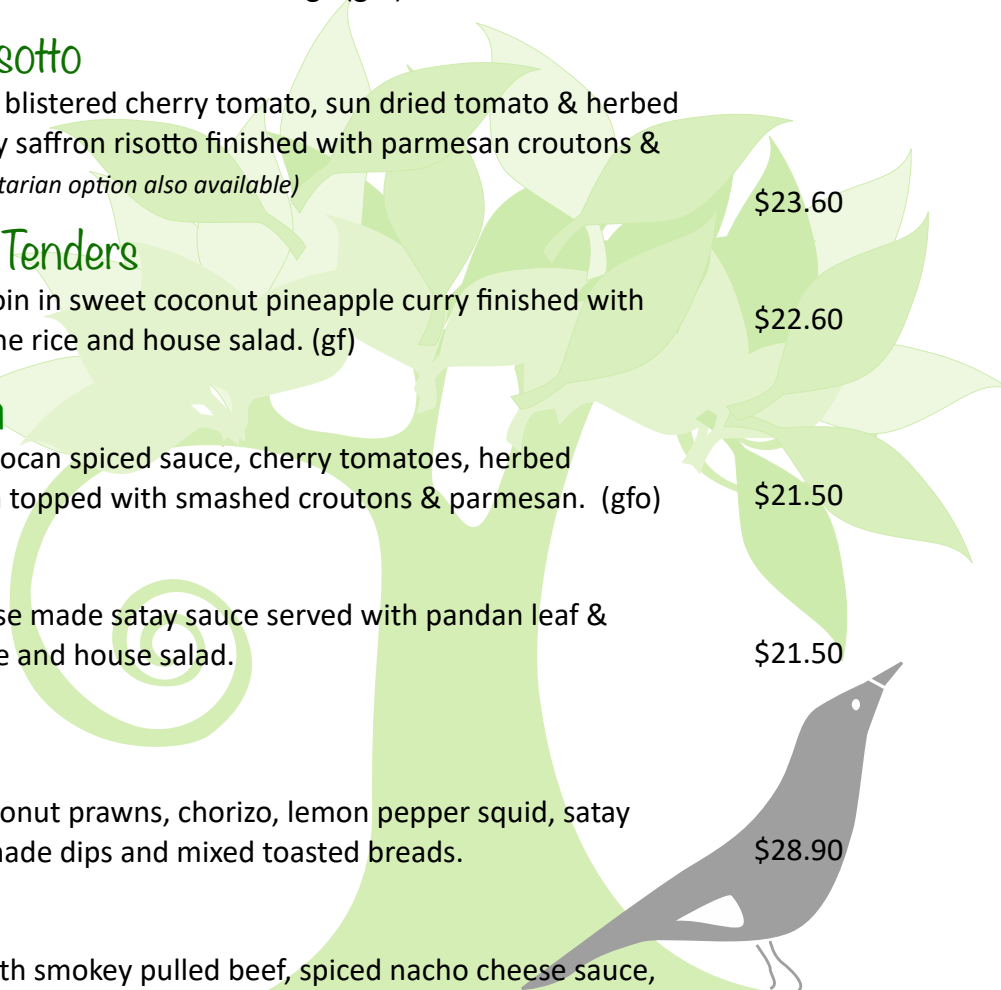 sotto
blistered cherry tomato, sun dried tomato & herbed
y saffron risotto finished with parmesan croutons &
tarian option also available)
$23.60
Tenders
in in sweet coconut pineapple curry finished with
$22.60
ne rice and house salad. (gf)
ocan spiced sauce, cherry tomatoes, herbed
topped with smashed croutons & parmesan. (gfo)
$21.50
se made satay sauce served with pandan leaf &
e and house salad.
$21.50
onut prawns, chorizo, lemon pepper squid, satay
made dips and mixed toasted breads.
$28.90
th smokey pulled beef, spiced nacho cheese sauce,